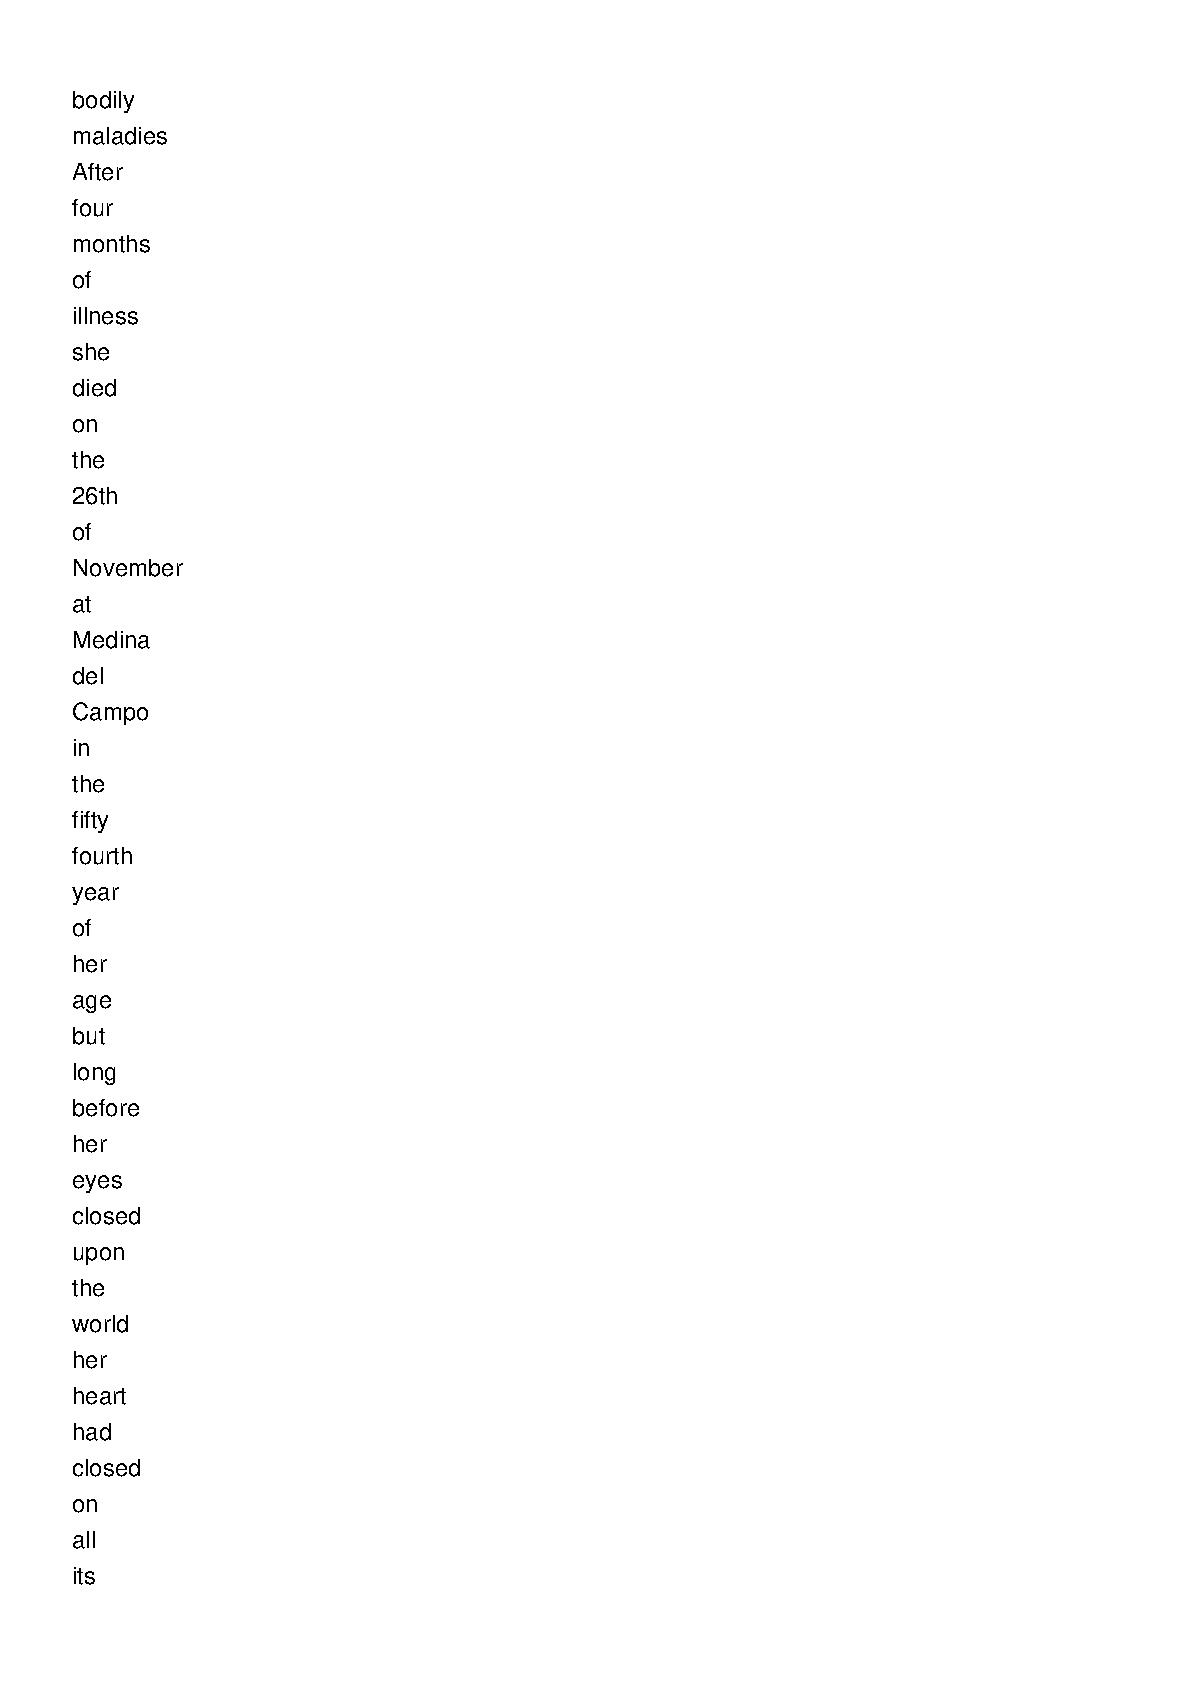 bodily
maladies
After
four
months
of
illness
she
died
on
the
26th
of
November
at
Medina
del
Campo
in
the
fifty
fourth
year
of
her
age
but
long
before
her
eyes
closed
upon
the
world
her
heart
had
closed
on
all
its